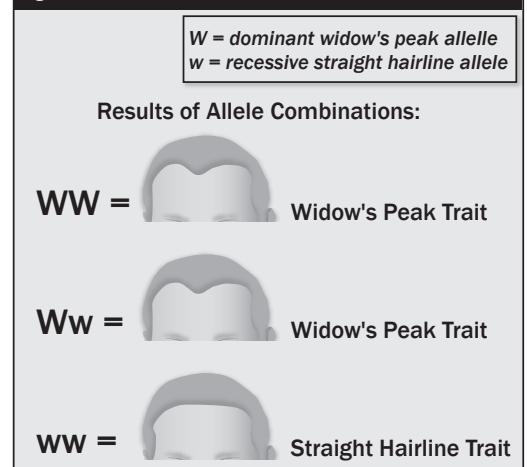 W = dominant widow's peak allelle
w = recessive straight hairline allele
Results of Allele Combinations:
WW =
Widow's Peak Trait
Ww =
Widow's Peak Trait
ww =
Straight Hairline Trait